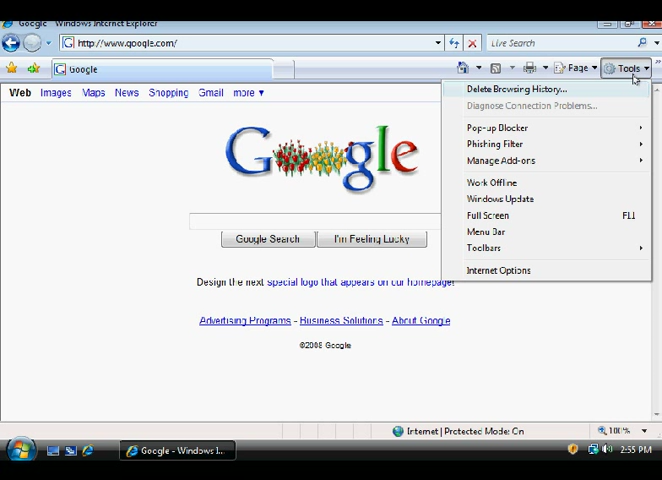 Google - Windows Internet Explorer
http://www.google.com/
Live Search
Google
Page
Tools
Web Images Maps News Shopping Gmail more ▼
Delete Browsing History...
Diagnose Connection Problems...
Pop-up Blocker
Phishing Filter
Manage Add-ons
Work Offline
Windows Update
Full Screen F11
Menu Bar
Toolbars
Internet Options
Google
Google Search I'm Feeling Lucky
Design the next special logo that appears on our homepage!
Advertising Programs - Business Solutions - About Google
©2008 Google
Internet | Protected Mode: On
100%
Google - Windows I...
2:55 PM